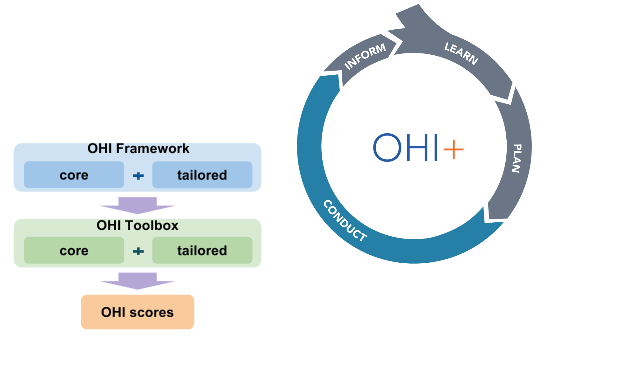 OHI Framework
core + tailored
OHI Toolbox
core + tailored
OHI scores
INFORM
LEARN
PLAN
CONDUCT
OHI+